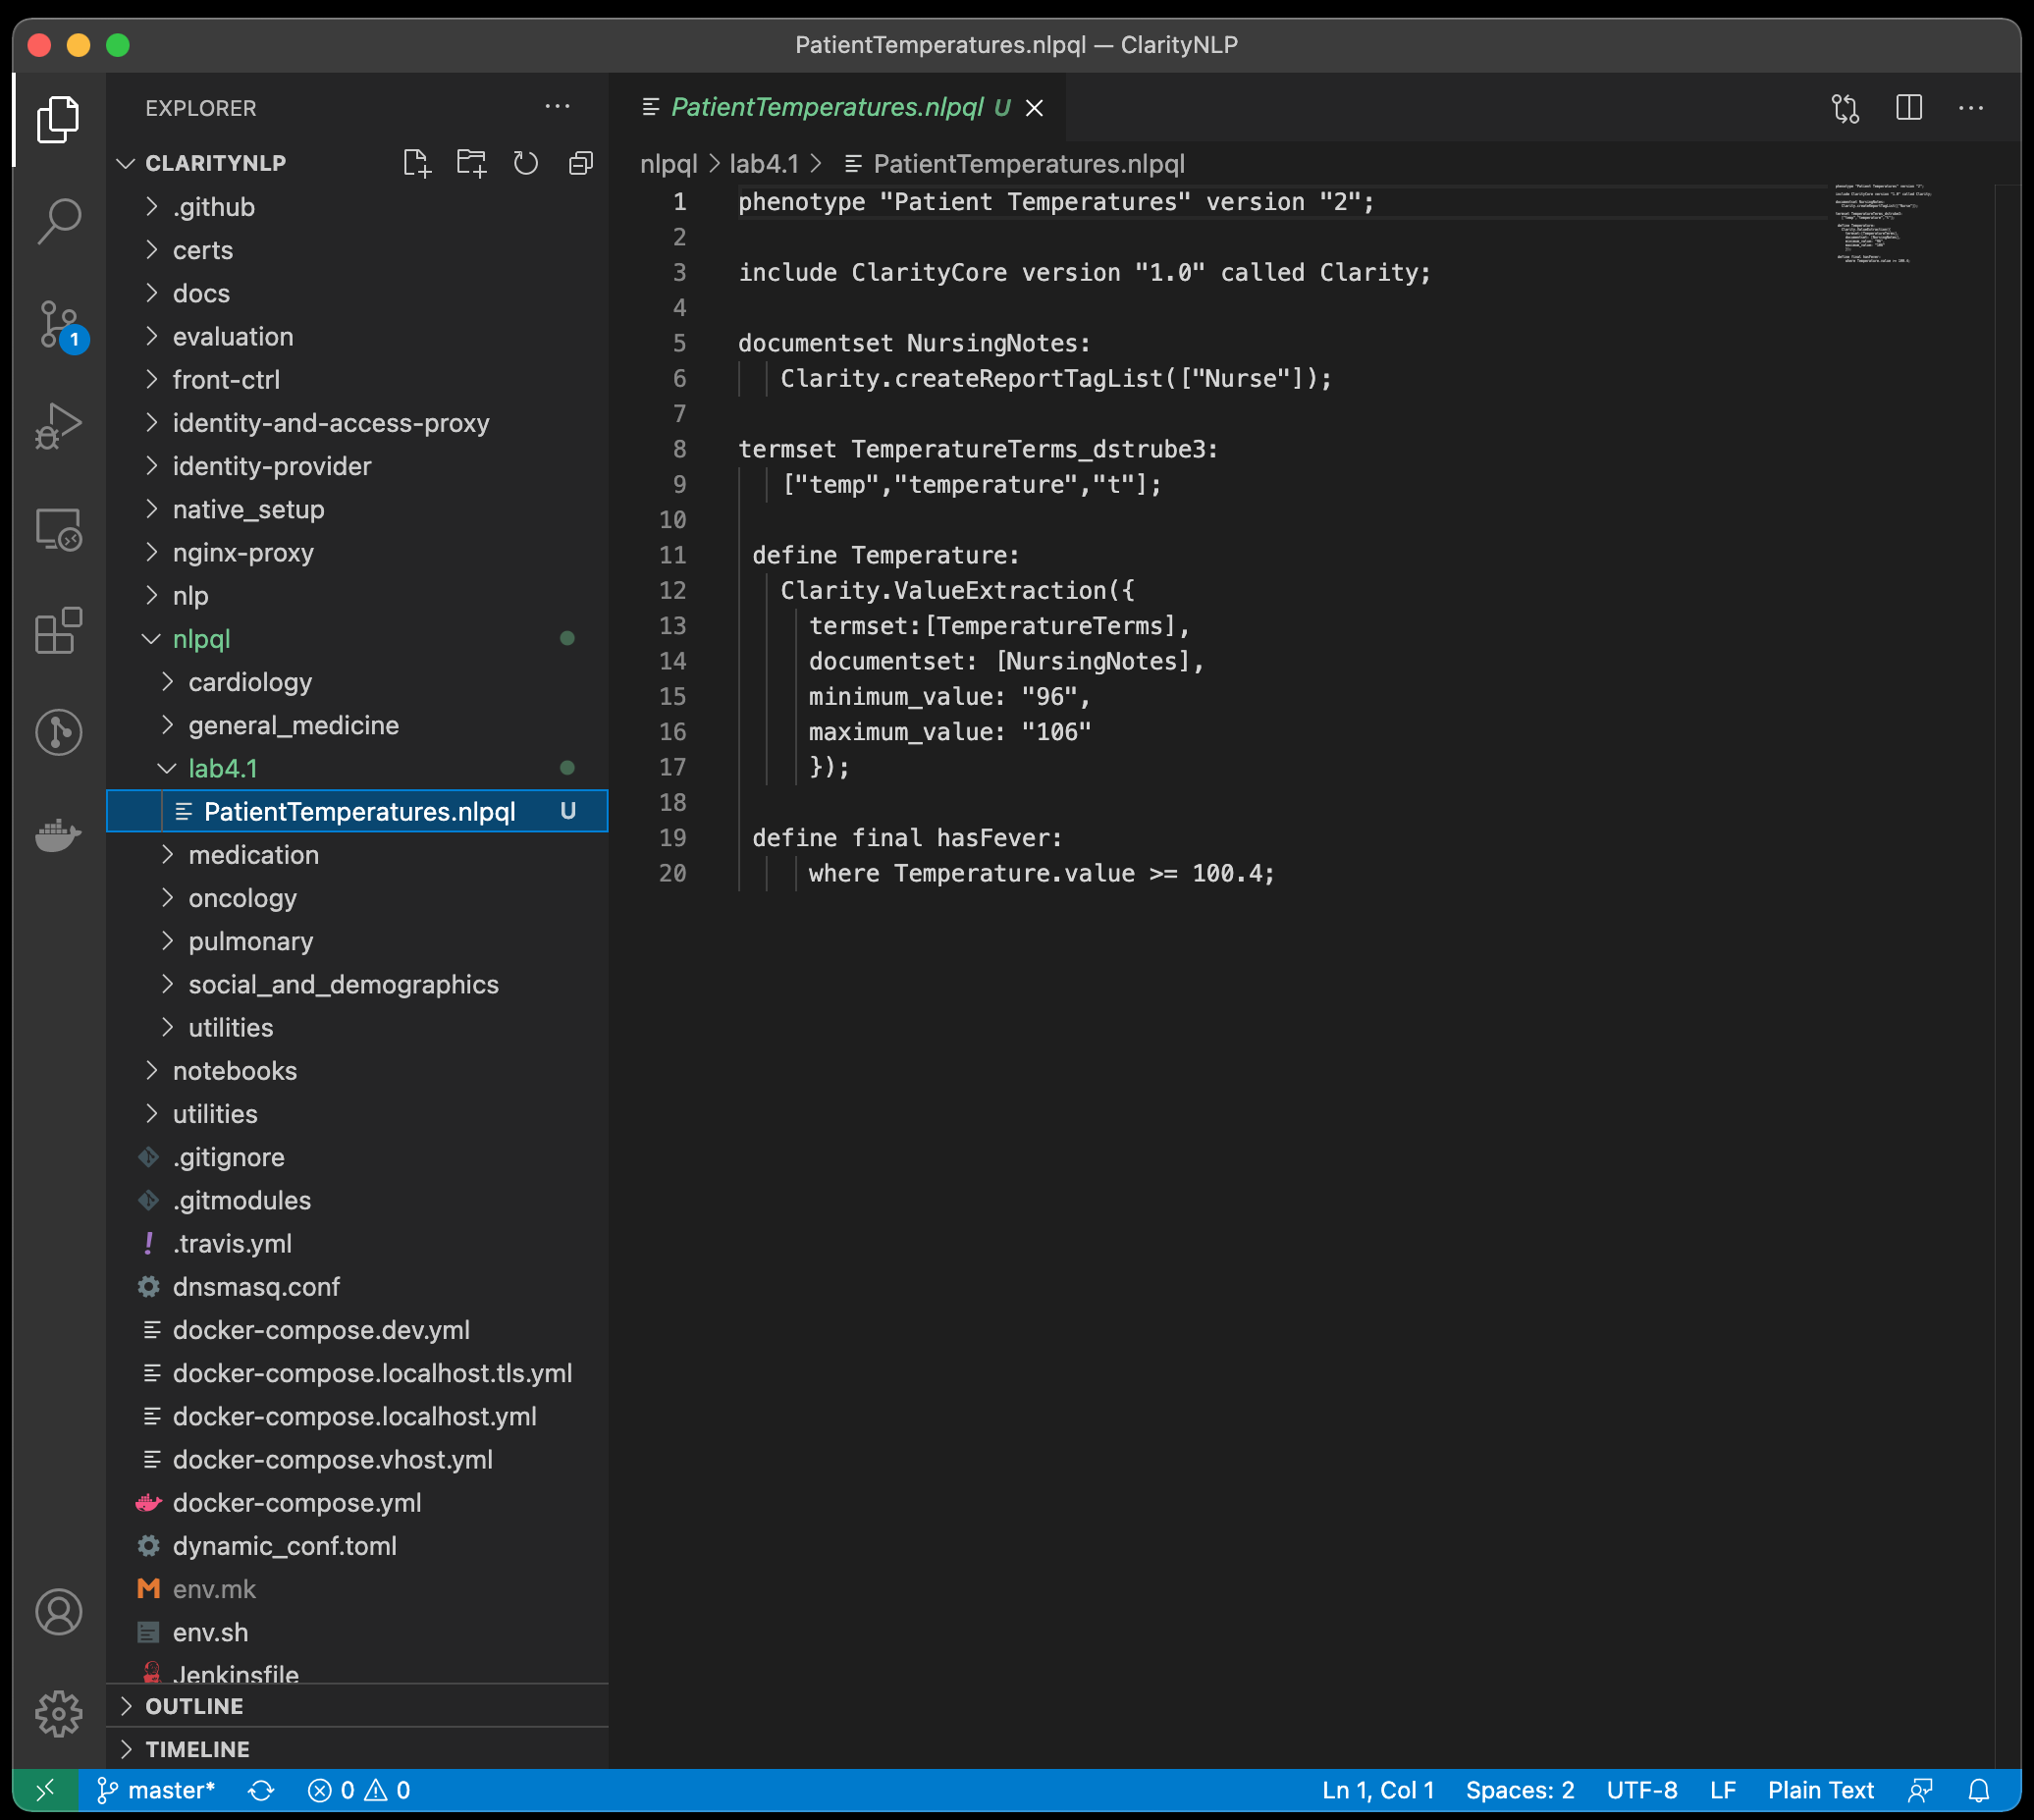 PatientTemperatures.nlpql — ClarityNLP
EXPLORER
CLARITYNLP
.github
certs
docs
evaluation
front-ctrl
identity-and-access-proxy
identity-provider
native_setup
nginx-proxy
nlp
nlpql
cardiology
general_medicine
lab4.1
PatientTemperatures.nlpql U
medication
oncology
pulmonary
social_and_demographics
utilities
notebooks
utilities
.gitignore
.gitmodules
.travis.yml
dnsmasq.conf
docker-compose.dev.yml
docker-compose.localhost.tls.yml
docker-compose.localhost.yml
docker-compose.vhost.yml
docker-compose.yml
dynamic_conf.toml
env.mk
env.sh
Jenkinsfile
OUTLINE
TIMELINE
1
PatientTemperatures.nlpql U
nlpql > lab4.1 > PatientTemperatures.nlpql
1 phenotype "Patient Temperatures" version "2";
2
3 include ClarityCore version "1.0" called Clarity;
4
5 documentset NursingNotes:
6 Clarity.createReportTagList(["Nurse"]);
7
8 termset TemperatureTerms_dstrube3:
9 ["temp","temperature","t"];
10
11 define Temperature:
12 Clarity.ValueExtraction({
13 termset:[TemperatureTerms],
14 documentset: [NursingNotes],
15 minimum_value: "96",
16 maximum_value: "106"
17 });
18
19 define final hasFever:
20 where Temperature.value >= 100.4;
master* 0 0 Ln 1, Col 1 Spaces: 2 UTF-8 LF Plain Text